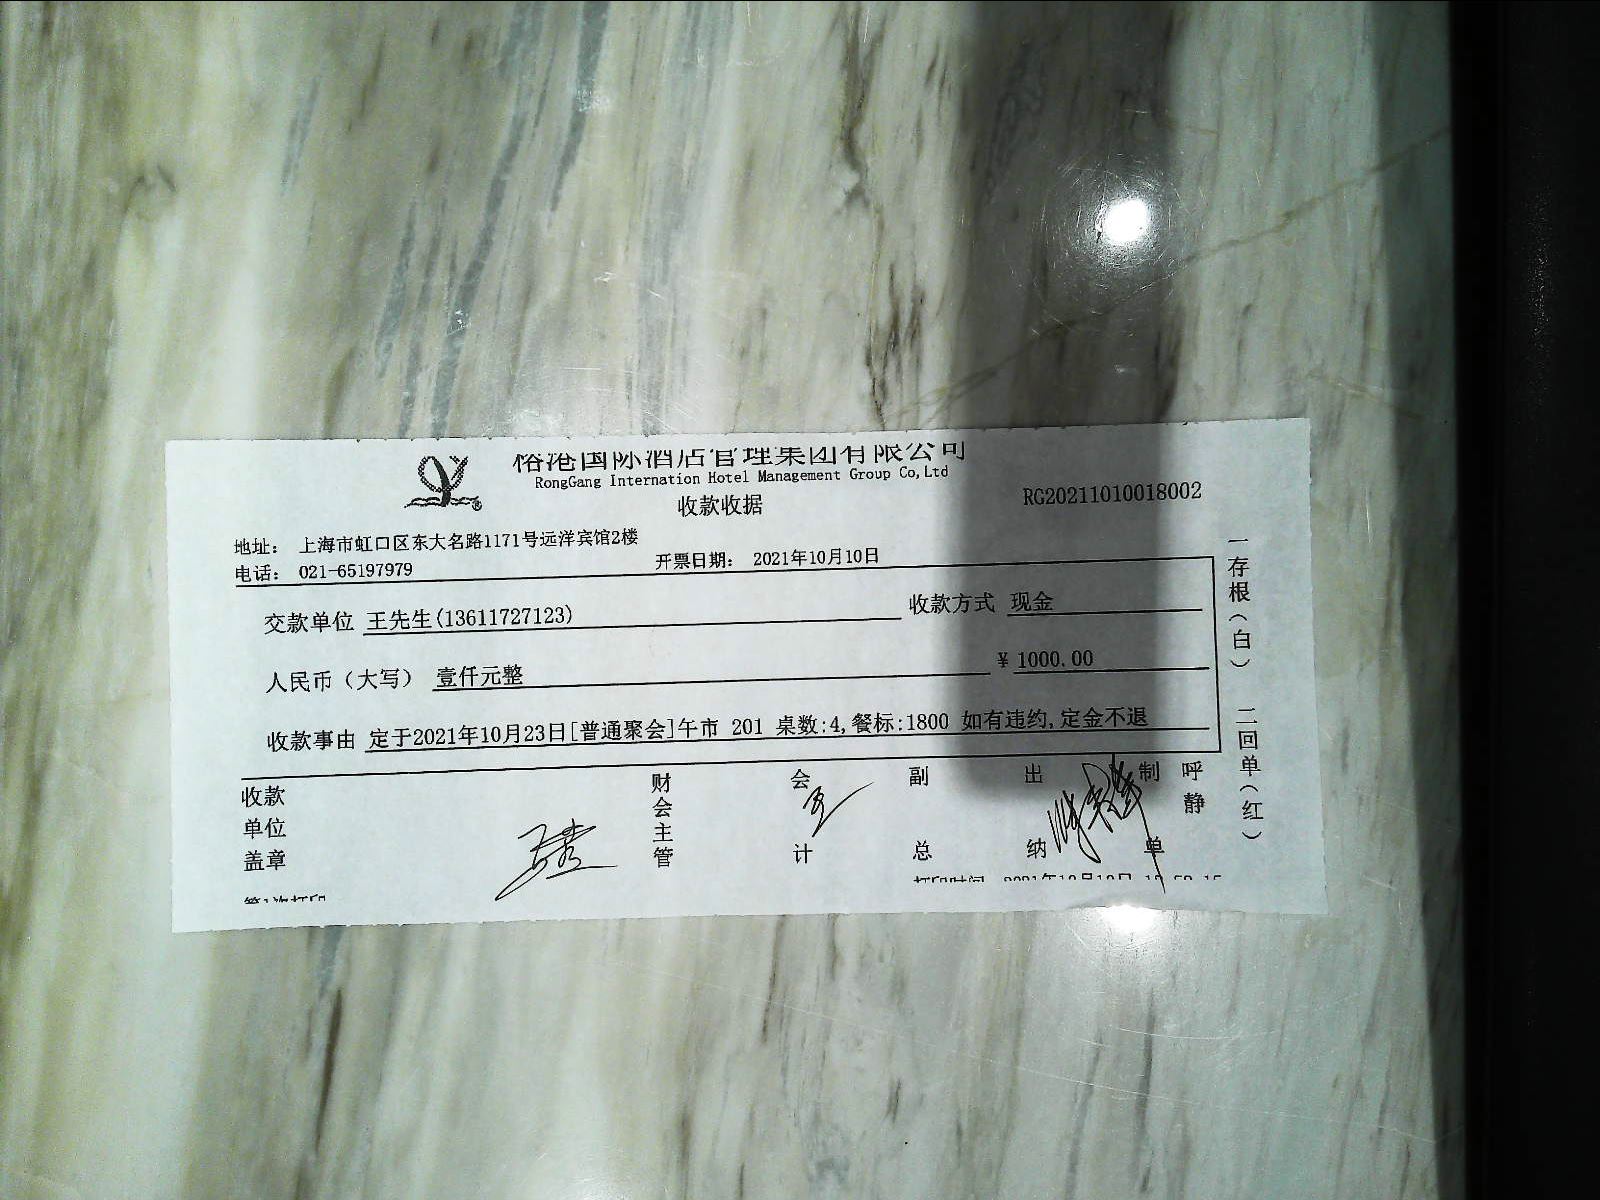 榕港国际酒店管理集团有限公司
RongGang Internation Hotel Management Group Co,Ltd
收款收据
RG20211010018002
地址： 上海市虹口区东大名路1171号远洋宾馆2楼
电话： 021-65197979
开票日期： 2021年10月10日
交款单位 王先生(13611727123)
收款方式 现金
人民币（大写） 壹仟元整
¥ 1000.00
收款事由 定于2021年10月23日[普通聚会]午市 201 桌数:4,餐标:1800 如有违约,定金不退
收款单位盖章
财会主管
会计
副总
出纳
制单
呼静
一存根（白） 二回单（红）
第1次打印